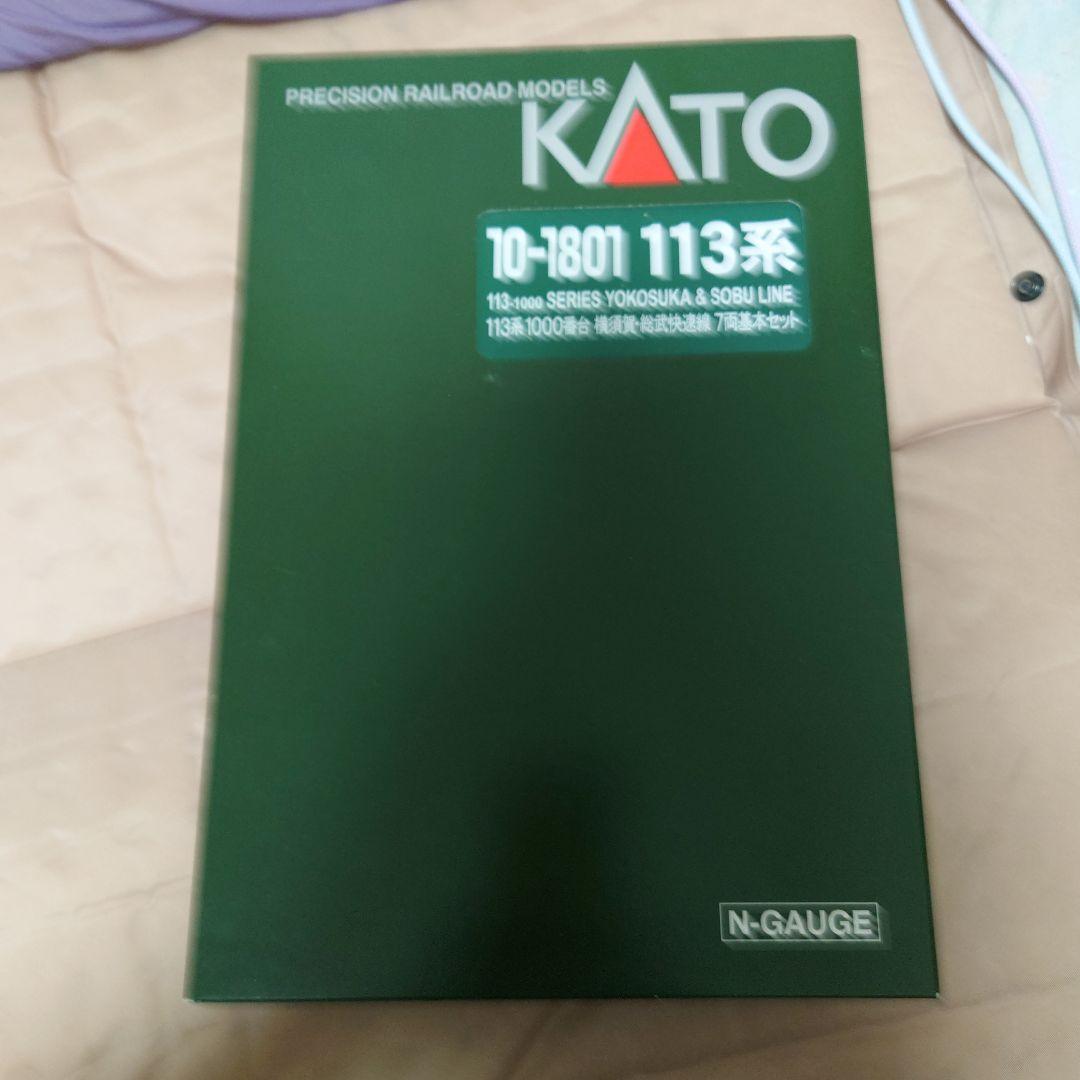 PRECISION RAILROAD MODELS
KATO
10-1801 113系
113-1000 SERIES YOKOSUKA & SOBU LINE
113系1000番台 横須賀・総武快速線 7両基本セット
N-GAUGE